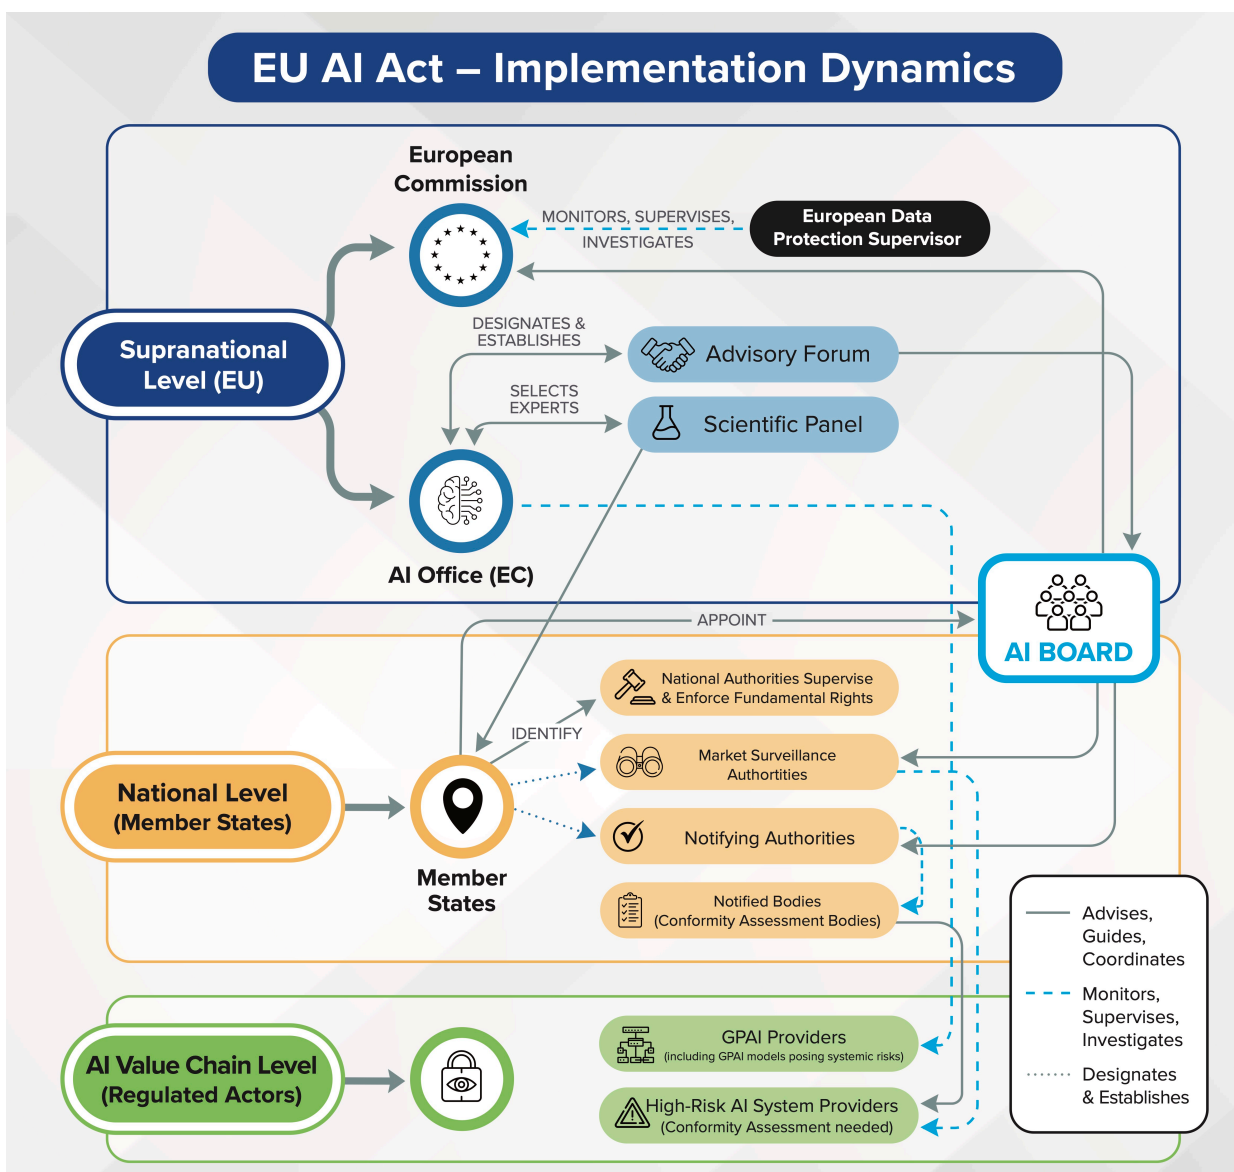 EU AI Act – Implementation Dynamics
European
Commission
MONITORS, SUPERVISES,
INVESTIGATES
European Data
Protection Supervisor
Supranational
Level (EU)
DESIGNATES &
ESTABLISHES
Advisory Forum
SELECTS
EXPERTS
Scientific Panel
AI Office (EC)
AI BOARD
APPOINT
National Authorities Supervise
& Enforce Fundamental Rights
IDENTIFY
Market Surveillance
Authortities
National Level
(Member States)
Notifying Authorities
Member
States
Notified Bodies
(Conformity Assessment Bodies)
Advises,
Guides,
Coordinates
Monitors,
Supervises,
Investigates
Designates
& Establishes
AI Value Chain Level
(Regulated Actors)
GPAI Providers
(including GPAI models posing systemic risks)
High-Risk AI System Providers
(Conformity Assessment needed)